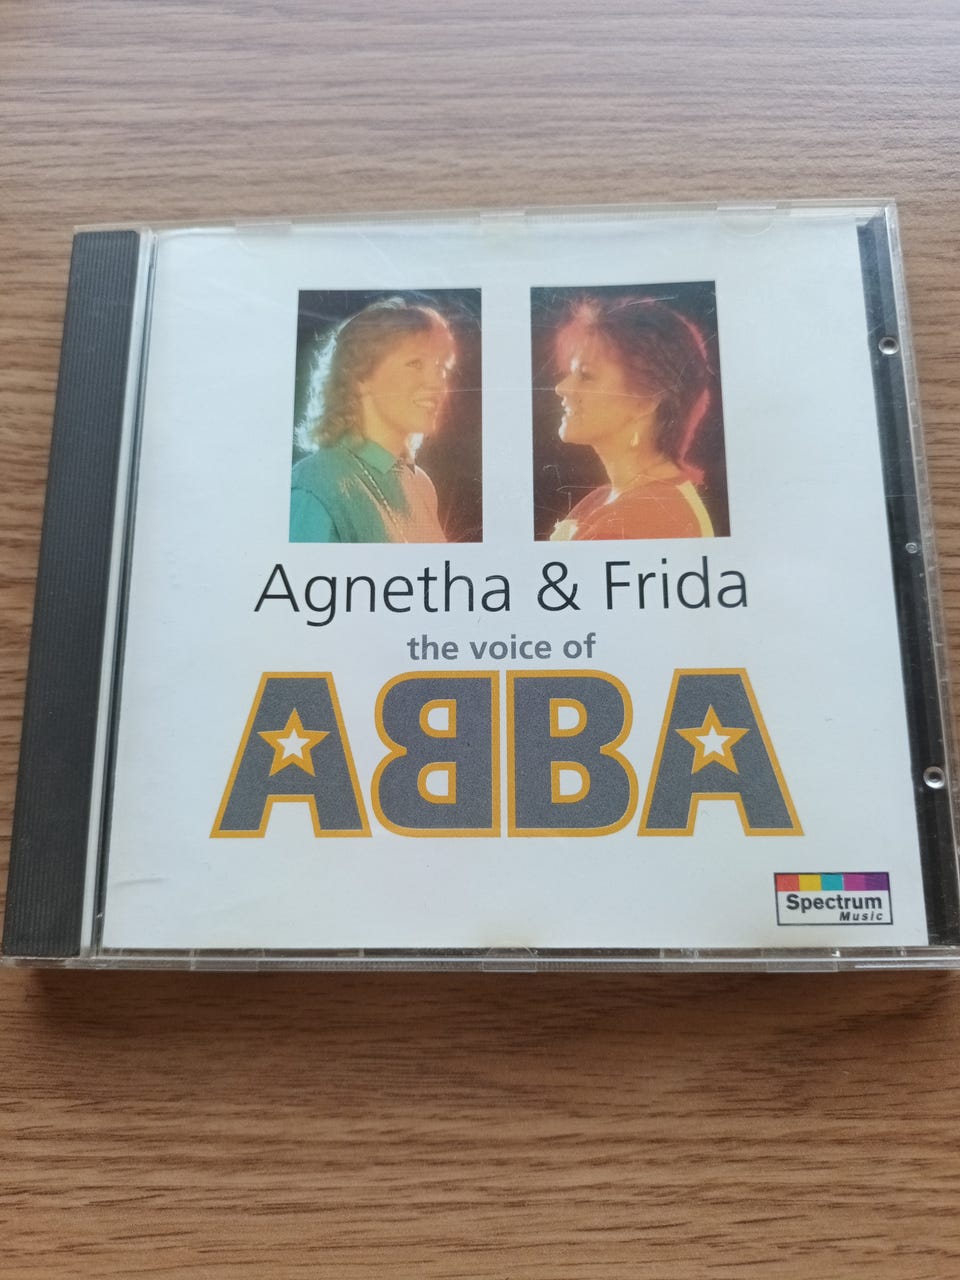 Agnetha & Frida
the voice of
ABBA
Spectrum
Music